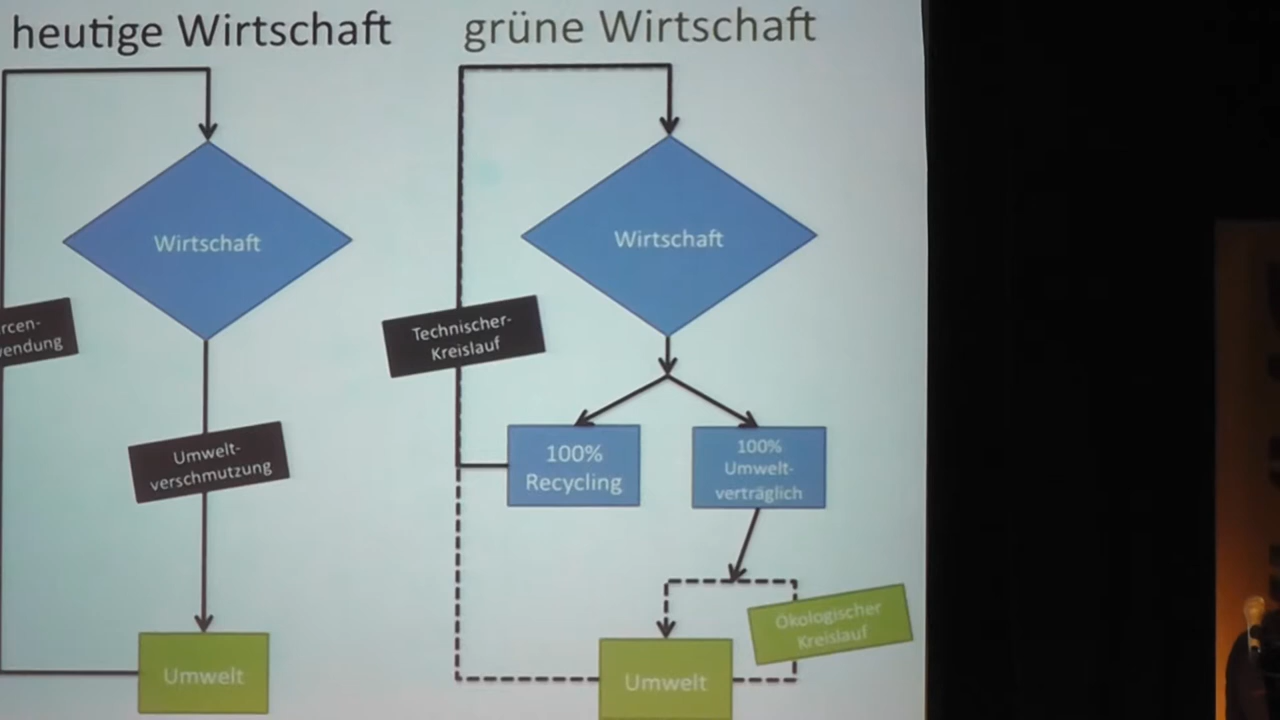 heutige Wirtschaft
Wirtschaft
rcen-
wendung
Umwelt-
verschmutzung
Umwelt
grüne Wirtschaft
Wirtschaft
Technischer-
Kreislauf
100%
Recycling
100%
Umwelt-
verträglich
Ökologischer
Kreislauf
Umwelt